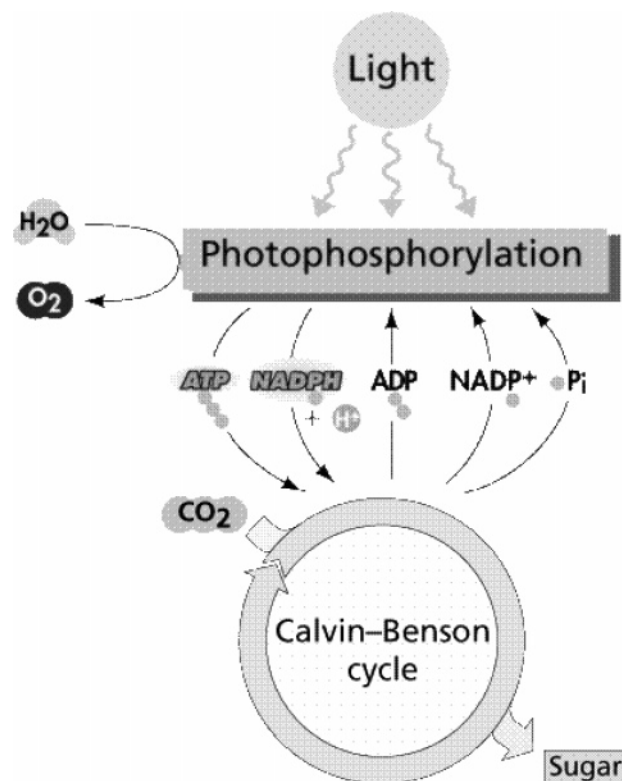 Light
H2O
Photophosphorylation
O2
ATP NADPH ADP NADP+ Pi
+ H+
CO2
Calvin–Benson
cycle
Sugar